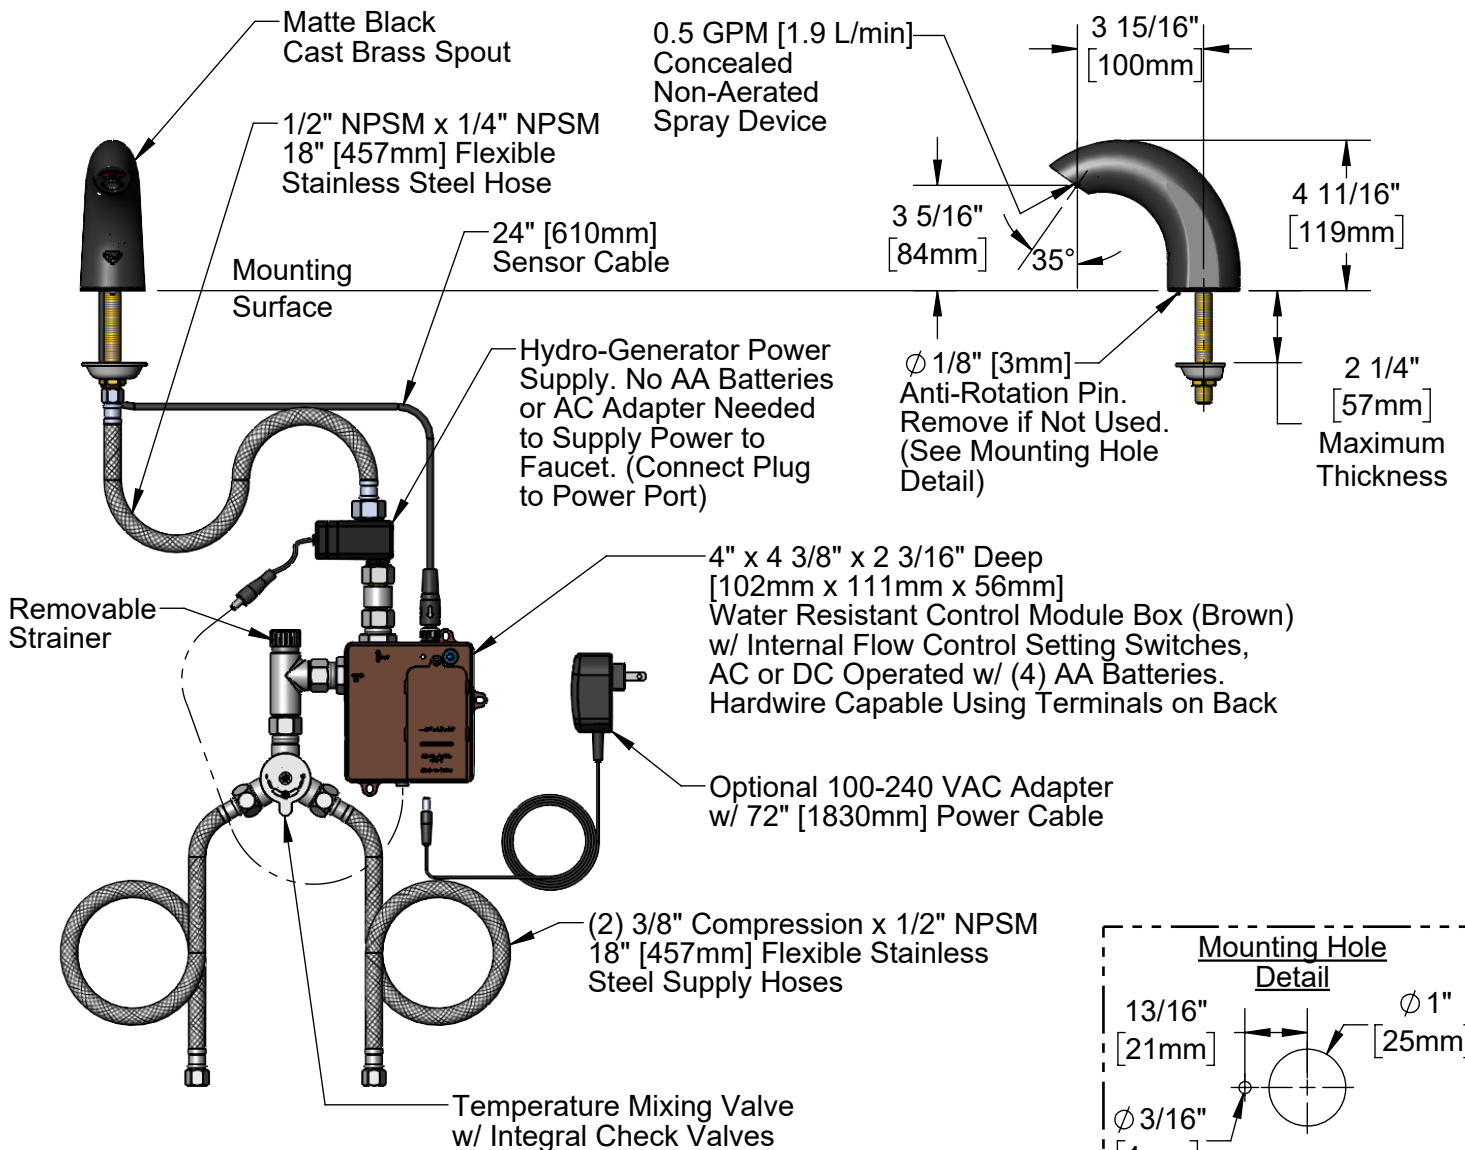 Matte Black
Cast Brass Spout
1/2" NPSM x 1/4" NPSM
18" [457mm] Flexible
Stainless Steel Hose
24" [610mm]
Sensor Cable
Mounting
Surface
0.5 GPM [1.9 L/min]
Concealed
Non-Aerated
Spray Device
3 15/16"
[100mm]
3 5/16"
[84mm]
35°
4 11/16"
[119mm]
Ø 1/8" [3mm]
Anti-Rotation Pin.
Remove if Not Used.
(See Mounting Hole
Detail)
2 1/4"
[57mm]
Maximum
Thickness
Hydro-Generator Power
Supply. No AA Batteries
or AC Adapter Needed
to Supply Power to
Faucet. (Connect Plug
to Power Port)
4" x 4 3/8" x 2 3/16" Deep
[102mm x 111mm x 56mm]
Water Resistant Control Module Box (Brown)
w/ Internal Flow Control Setting Switches,
AC or DC Operated w/ (4) AA Batteries.
Hardwire Capable Using Terminals on Back
Removable
Strainer
Optional 100-240 VAC Adapter
w/ 72" [1830mm] Power Cable
(2) 3/8" Compression x 1/2" NPSM
18" [457mm] Flexible Stainless
Steel Supply Hoses
Temperature Mixing Valve
w/ Integral Check Valves
Mounting Hole
Detail
13/16"
[21mm]
Ø 1"
[25mm]
Ø 3/16"